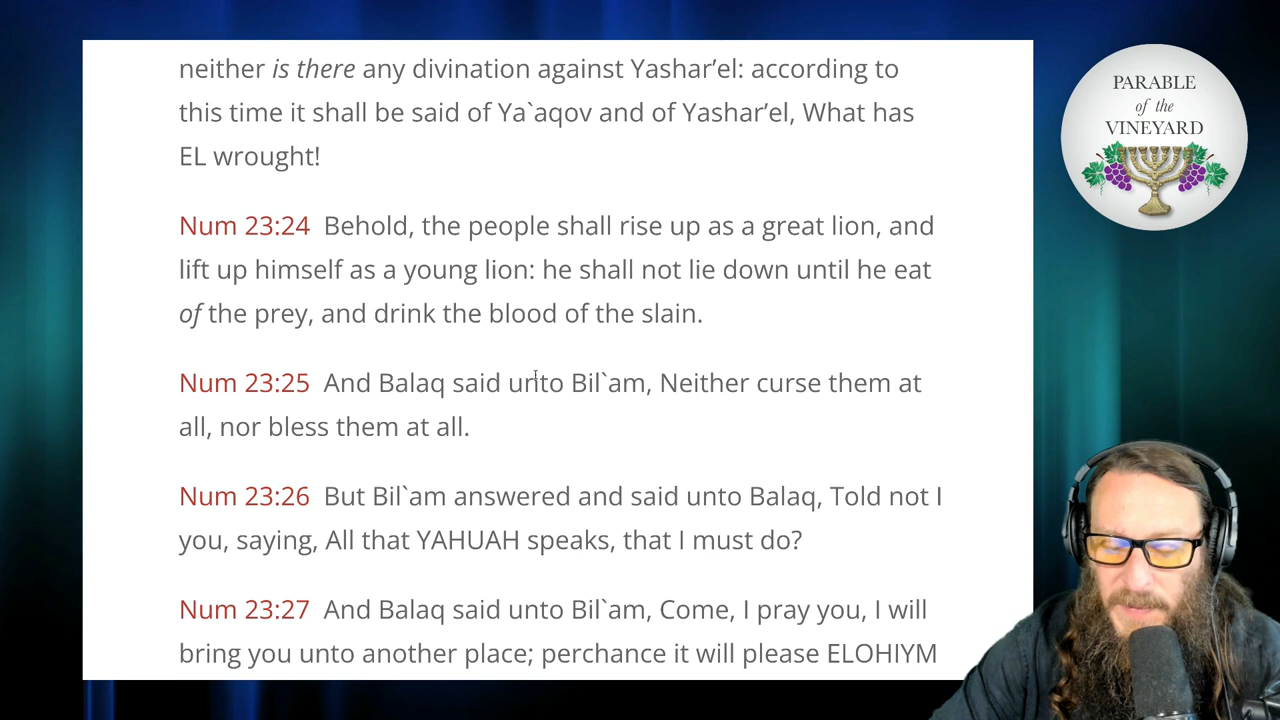 neither is there any divination against Yashar’el: according to
this time it shall be said of Ya`aqov and of Yashar’el, What has
EL wrought!
Num 23:24 Behold, the people shall rise up as a great lion, and
lift up himself as a young lion: he shall not lie down until he eat
of the prey, and drink the blood of the slain.
Num 23:25 And Balaq said unto Bil`am, Neither curse them at
all, nor bless them at all.
Num 23:26 But Bil`am answered and said unto Balaq, Told not I
you, saying, All that YAHUAH speaks, that I must do?
Num 23:27 And Balaq said unto Bil`am, Come, I pray you, I will
bring you unto another place; perchance it will please ELOHIYM
PARABLE
of the
VINEYARD